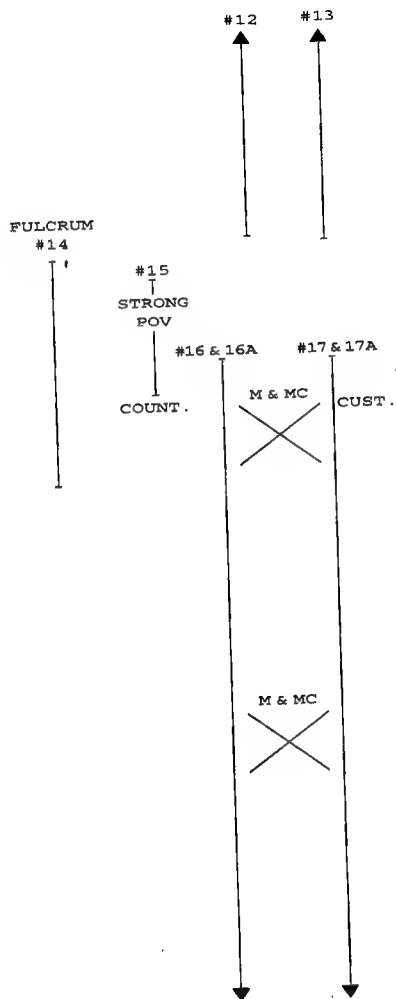 #12 #13
FULCRUM
#14
#15
STRONG
POV
#16 & 16A #17 & 17A
M & MC
COUNT. CUST.
M & MC